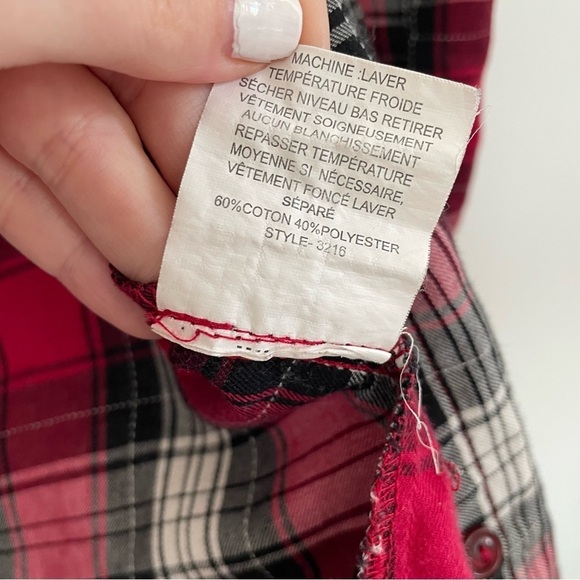 MACHINE :LAVER
TEMPÉRATURE FROIDE
SÉCHER NIVEAU BAS RETIRER
VÊTEMENT SOIGNEUSEMENT
AUCUN BLANCHISSEMENT
REPASSER TEMPÉRATURE
MOYENNE SI NÉCESSAIRE,
VÊTEMENT FONCÉ LAVER
SÉPARÉ
60%COTON 40%POLYESTER
STYLE- 3216